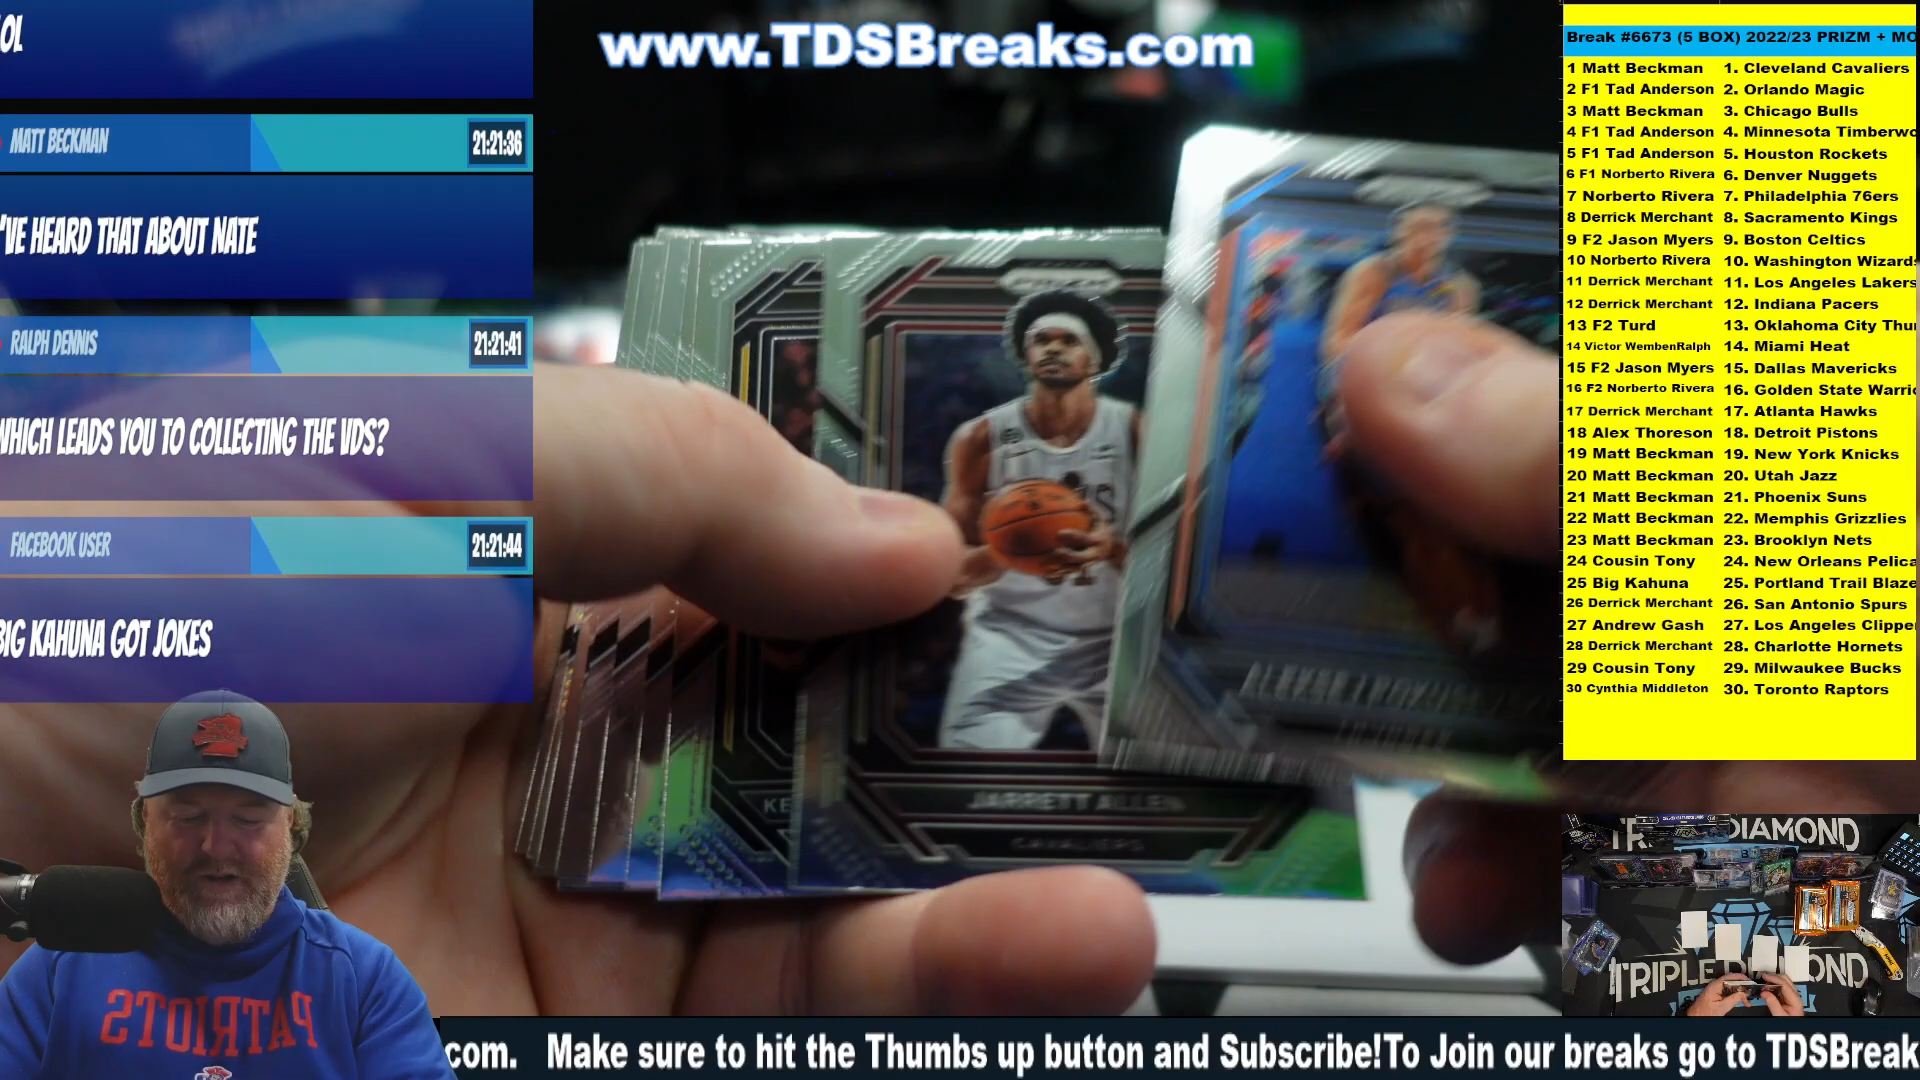 OL
MATT BECKMAN
21:21:36
'VE HEARD THAT ABOUT NATE
RALPH DENNIS
21:21:41
WHICH LEADS YOU TO COLLECTING THE VDS?
FACEBOOK USER
21:21:44
BIG KAHUNA GOT JOKES
PATRIOTS
www.TDSBreaks.com
JARRETT ALLEN
CAVALIERS
KE
Break #6673 (5 BOX) 2022/23 PRIZM + MO
1 Matt Beckman 1. Cleveland Cavaliers
2 F1 Tad Anderson 2. Orlando Magic
3 Matt Beckman 3. Chicago Bulls
4 F1 Tad Anderson 4. Minnesota Timberwo
5 F1 Tad Anderson 5. Houston Rockets
6 F1 Norberto Rivera 6. Denver Nuggets
7 Norberto Rivera 7. Philadelphia 76ers
8 Derrick Merchant 8. Sacramento Kings
9 F2 Jason Myers 9. Boston Celtics
10 Norberto Rivera 10. Washington Wizards
11 Derrick Merchant 11. Los Angeles Lakers
12 Derrick Merchant 12. Indiana Pacers
13 F2 Turd 13. Oklahoma City Thu
14 Victor WembenRalph 14. Miami Heat
15 F2 Jason Myers 15. Dallas Mavericks
16 F2 Norberto Rivera 16. Golden State Warric
17 Derrick Merchant 17. Atlanta Hawks
18 Alex Thoreson 18. Detroit Pistons
19 Matt Beckman 19. New York Knicks
20 Matt Beckman 20. Utah Jazz
21 Matt Beckman 21. Phoenix Suns
22 Matt Beckman 22. Memphis Grizzlies
23 Matt Beckman 23. Brooklyn Nets
24 Cousin Tony 24. New Orleans Pelica
25 Big Kahuna 25. Portland Trail Blaze
26 Derrick Merchant 26. San Antonio Spurs
27 Andrew Gash 27. Los Angeles Clippe
28 Derrick Merchant 28. Charlotte Hornets
29 Cousin Tony 29. Milwaukee Bucks
30 Cynthia Middleton 30. Toronto Raptors
DIAMOND
TRIPLE DIAMOND
com. Make sure to hit the Thumbs up button and Subscribe!To Join our breaks go to TDSBreak